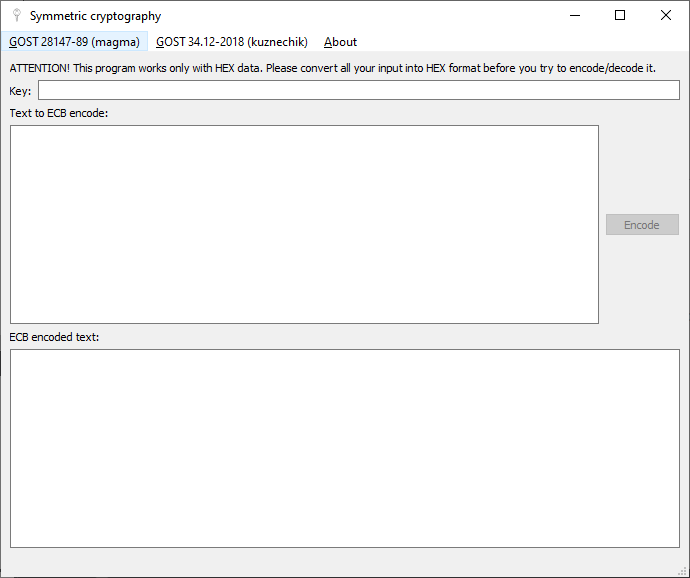 Symmetric cryptography
GOST 28147-89 (magma) GOST 34.12-2018 (kuznechik) About
ATTENTION! This program works only with HEX data. Please convert all your input into HEX format before you try to encode/decode it.
Key:
Text to ECB encode:
Encode
ECB encoded text: